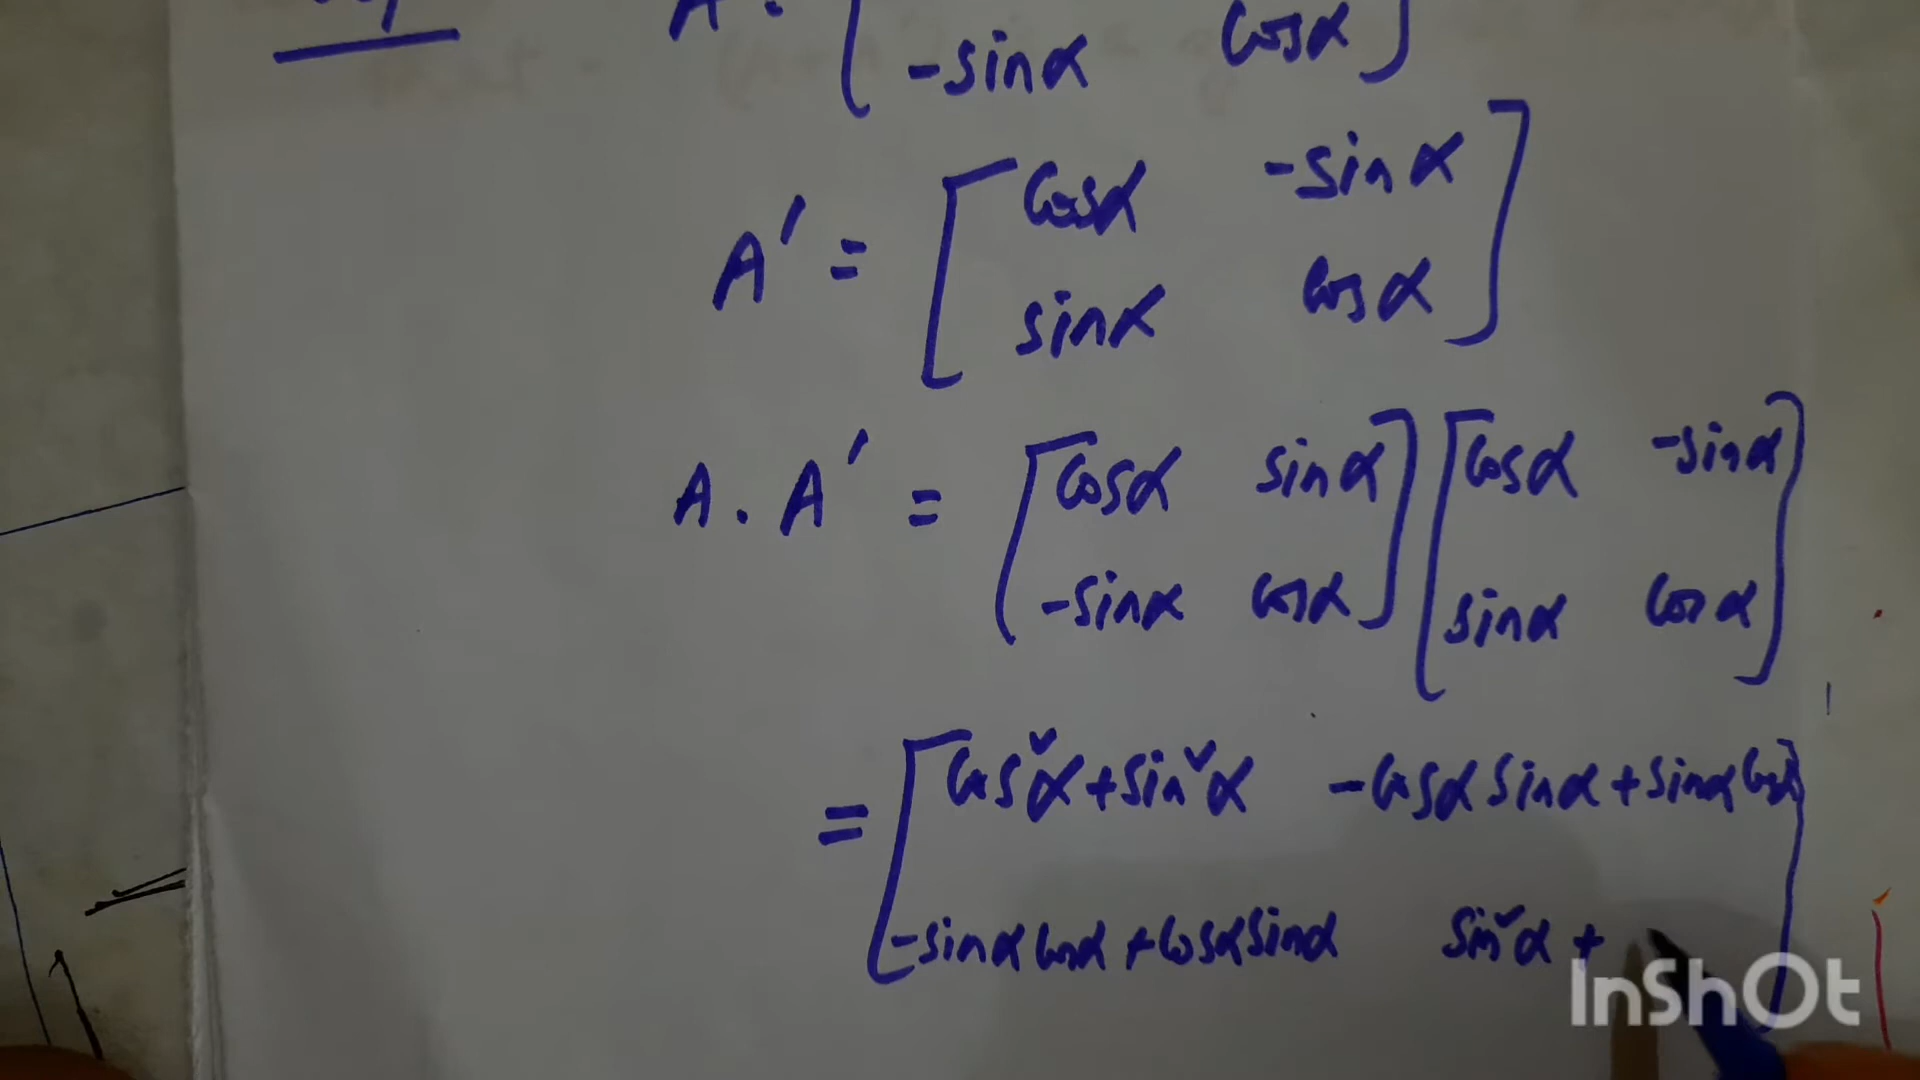 A =
-sinα cosα
A' = [ cosα -sinα
sinα cosα ]
A . A' = [ cosα sinα ] [ cosα -sinα ]
[ -sinα cosα ] [ sinα cosα ]
= [ cos²α + sin²α -cosα sinα + sinα cosα
-sinα cosα + cosα sinα sin²α +
InShOt